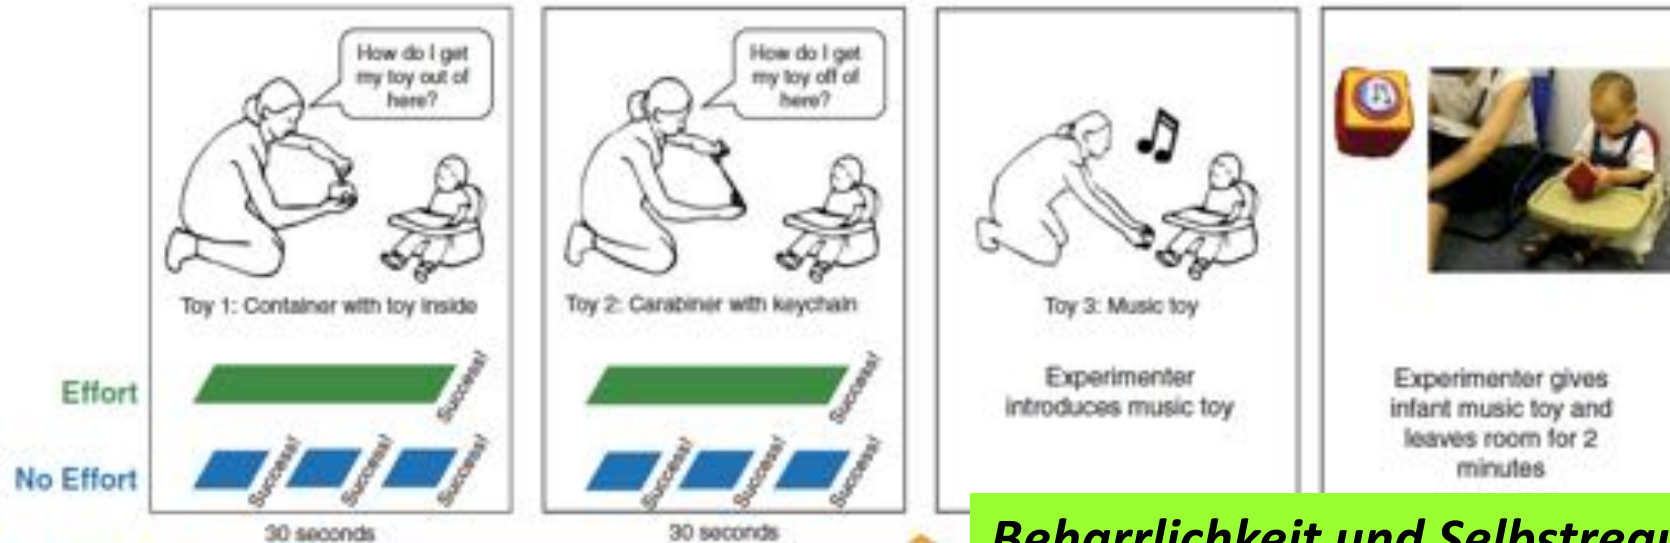 How do I get
my toy out of
here?
Toy 1: Container with toy inside
How do I get
my toy off of
here?
Toy 2: Carabiner with keychain
Toy 3: Music toy
Experimenter
introduces music toy
Experimenter gives
infant music toy and
leaves room for 2
minutes
Effort
Success!
Success!
No Effort
Success!
Success!
Success!
Success!
Success!
Success!
30 seconds
30 seconds
Beharrlichkeit und